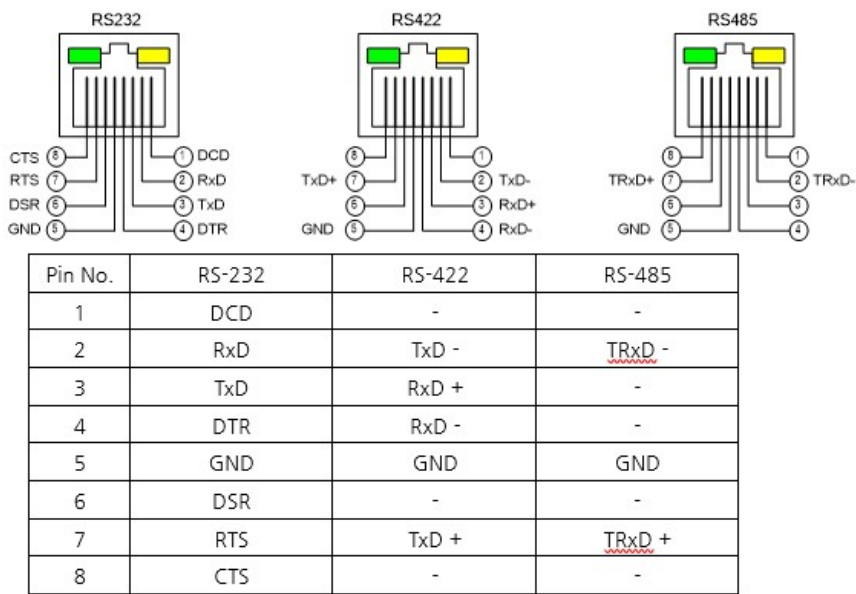 RS232 RS422 RS485
CTS 8 1 DCD 8 1 8 1
RTS 7 2 RxD TxD+ 7 2 TxD- TRxD+ 7 2 TRxD-
DSR 6 3 TxD 6 3 RxD+ 6 3
GND 5 4 DTR GND 5 4 RxD- GND 5 4
Pin No. RS-232 RS-422 RS-485
1 DCD - -
2 RxD TxD - TRxD -
3 TxD RxD + -
4 DTR RxD - -
5 GND GND GND
6 DSR - -
7 RTS TxD + TRxD +
8 CTS - -